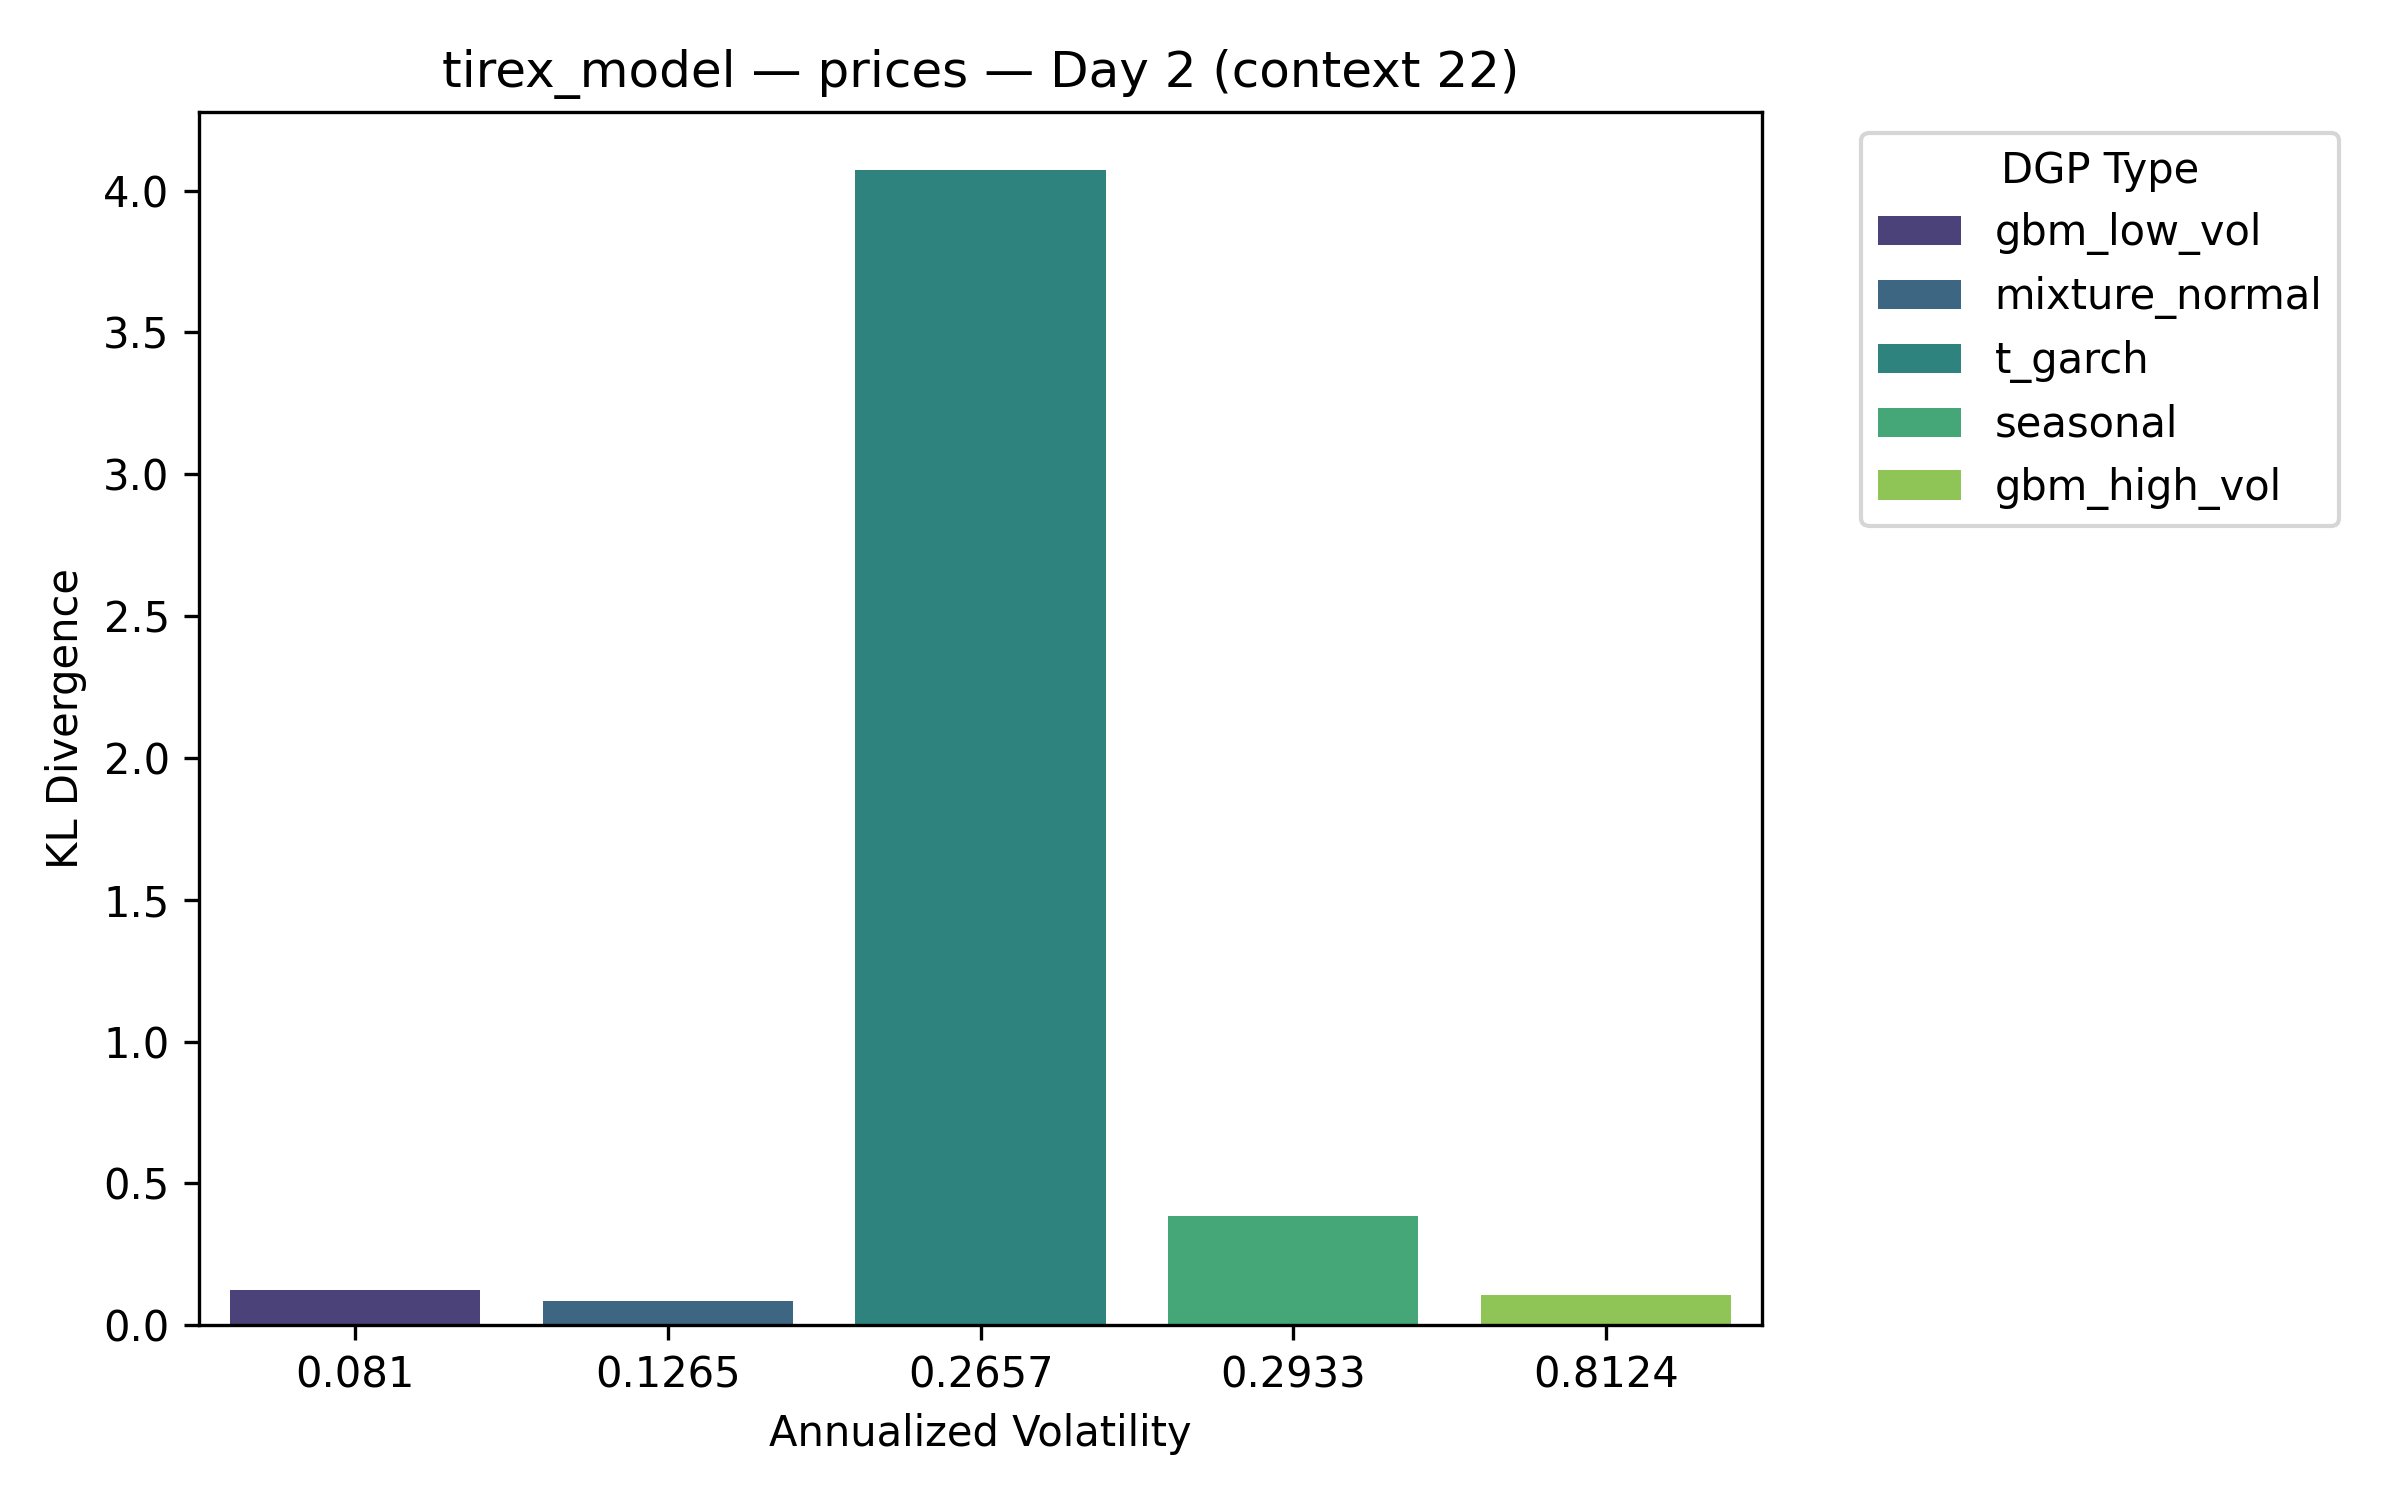 tirex_model — prices — Day 2 (context 22)
DGP Type
gbm_low_vol
mixture_normal
t_garch
seasonal
gbm_high_vol
KL Divergence
4.0
3.5
3.0
2.5
2.0
1.5
1.0
0.5
0.0
0.081 0.1265 0.2657 0.2933 0.8124
Annualized Volatility